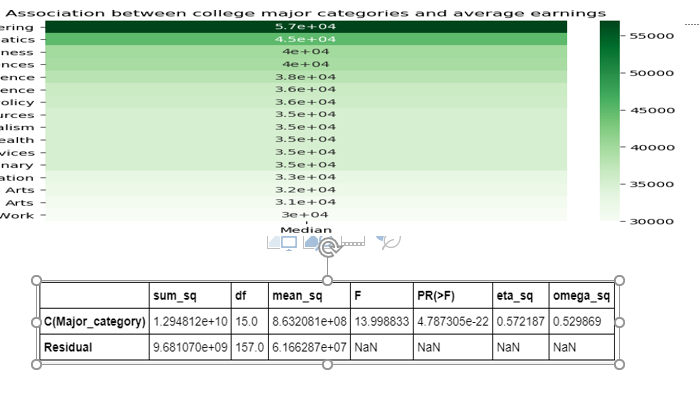 Association between college major categories and average earnings
ering 5.7e+04
atics 4.5e+04
ness 4e+04
nces 4e+04
ence 3.8e+04
ence 3.6e+04
olicy 3.6e+04
urces 3.5e+04
alism 3.5e+04
ealth 3.5e+04
vices 3.5e+04
nary 3.5e+04
ation 3.3e+04
Arts 3.2e+04
Arts 3.1e+04
Work 3e+04
Median
55000
50000
45000
40000
35000
30000
sum_sq df mean_sq F PR(>F) eta_sq omega_sq
C(Major_category) 1.294812e+10 15.0 8.632081e+08 13.998833 4.787305e-22 0.572187 0.529869
Residual 9.681070e+09 157.0 6.166287e+07 NaN NaN NaN NaN